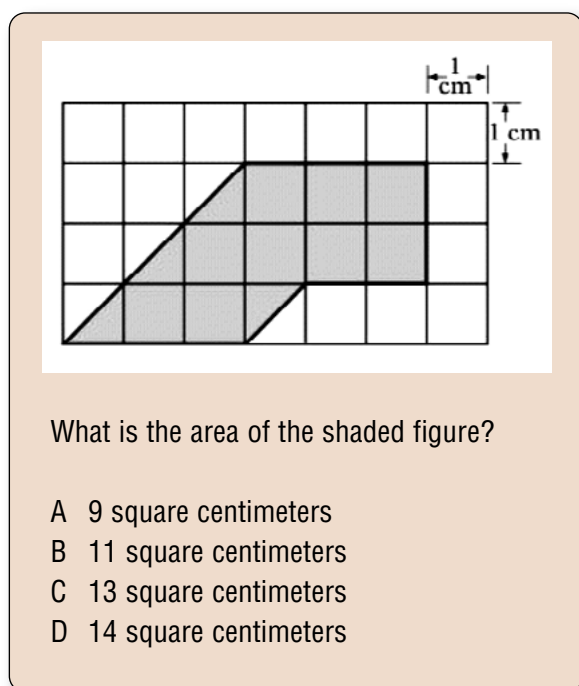 1
cm
1 cm
What is the area of the shaded figure?
A 9 square centimeters
B 11 square centimeters
C 13 square centimeters
D 14 square centimeters